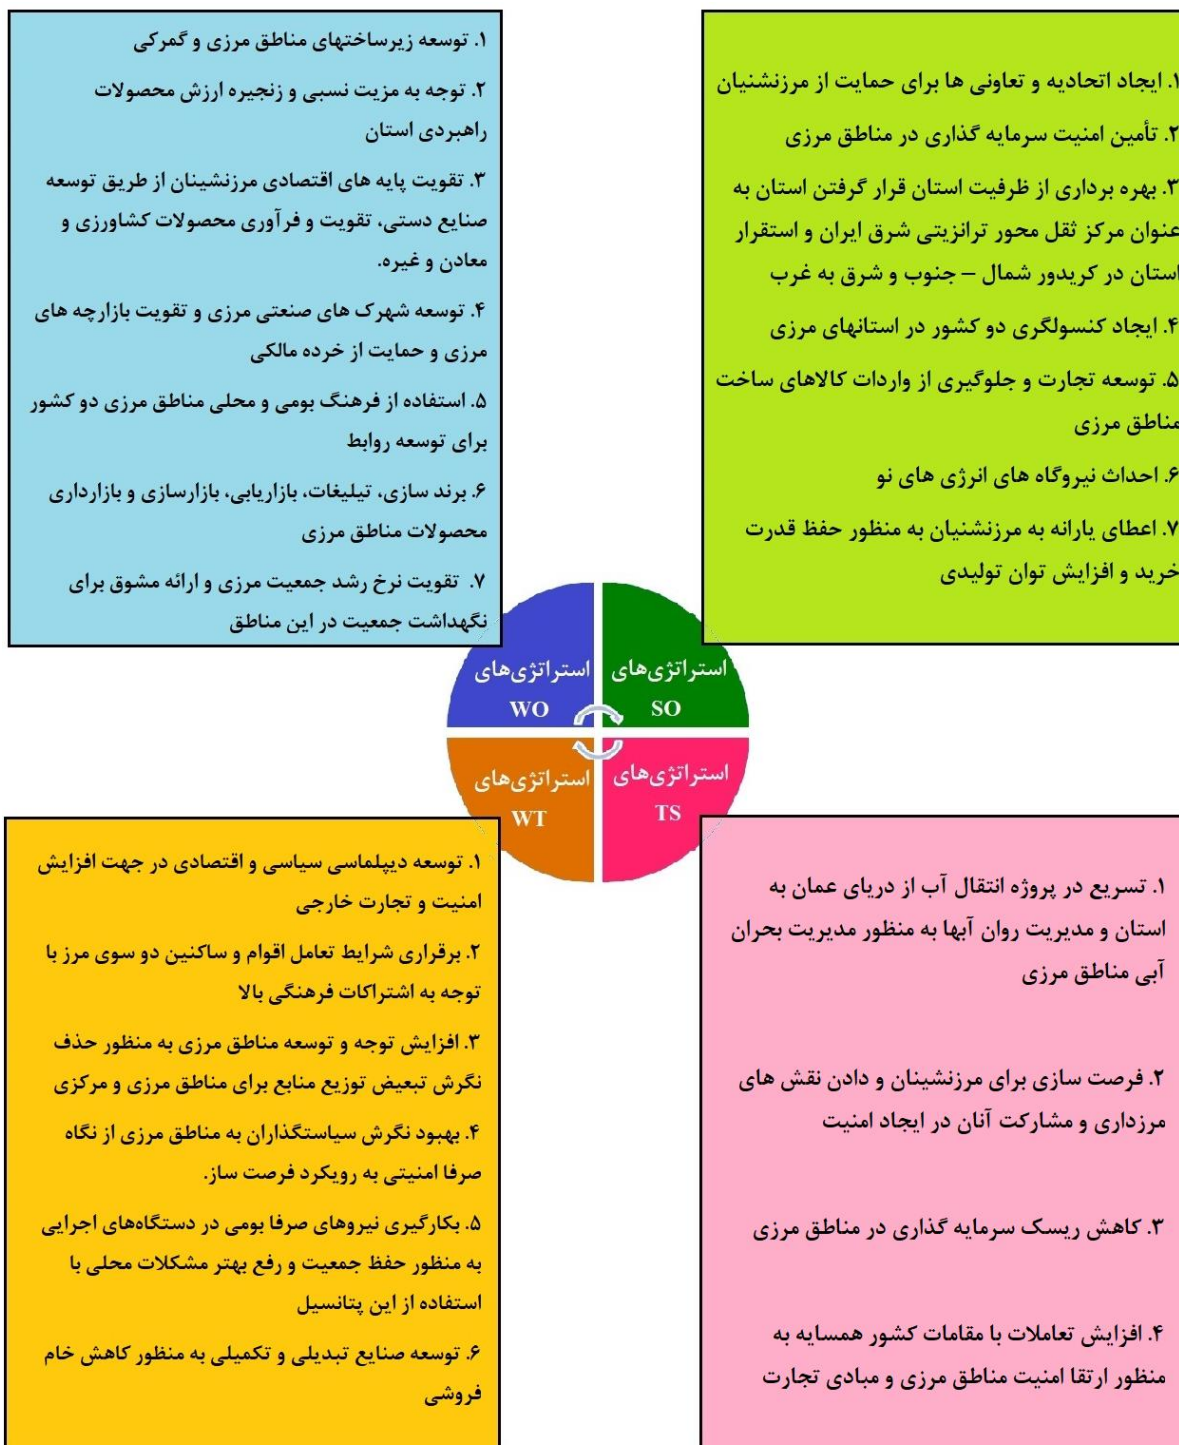 ۱. ایجاد اتحادیه و تعاونی ها برای حمایت از مرزنشنیان
۲. تأمین امنیت سرمایه گذاری در مناطق مرزی
۳. بهره برداری از ظرفیت استان قرار گرفتن استان به
عنوان مرکز ثقل محور ترانزیتی شرق ایران و استقرار
استان در کریدور شمال – جنوب و شرق به غرب
۴. ایجاد کنسولگری دو کشور در استانهای مرزی
۵. توسعه تجارت و جلوگیری از واردات کالاهای ساخت
مناطق مرزی
۶. احداث نیروگاه های انرژی های نو
۷. اعطای یارانه به مرزنشنیان به منظور حفظ قدرت
خرید و افزایش توان تولیدی
۱. توسعه زیرساختهای مناطق مرزی و گمرکی
۲. توجه به مزیت نسبی و زنجیره ارزش محصولات
راهبردی استان
۳. تقویت پایه های اقتصادی مرزنشینان از طریق توسعه
صنایع دستی، تقویت و فرآوری محصولات کشاورزی و
معادن و غیره.
۴. توسعه شهرک های صنعتی مرزی و تقویت بازارچه های
مرزی و حمایت از خرده مالکی
۵. استفاده از فرهنگ بومی و محلی مناطق مرزی دو کشور
برای توسعه روابط
۶. برند سازی، تبلیغات، بازاریابی، بازارسازی و بازارداری
محصولات مناطق مرزی
۷. تقویت نرخ رشد جمعیت مرزی و ارائه مشوق برای
نگهداشت جمعیت در این مناطق
استراتژی‌های
SO
استراتژی‌های
WO
استراتژی‌های
TS
استراتژی‌های
WT
۱. تسریع در پروژه انتقال آب از دریای عمان به
استان و مدیریت روان آبها به منظور مدیریت بحران
آبی مناطق مرزی
۲. فرصت سازی برای مرزنشینان و دادن نقش های
مرزداری و مشارکت آنان در ایجاد امنیت
۳. کاهش ریسک سرمایه گذاری در مناطق مرزی
۴. افزایش تعاملات با مقامات کشور همسایه به
منظور ارتقا امنیت مناطق مرزی و مبادی تجارت
۱. توسعه دیپلماسی سیاسی و اقتصادی در جهت افزایش
امنیت و تجارت خارجی
۲. برقراری شرایط تعامل اقوام و ساکنین دو سوی مرز با
توجه به اشتراکات فرهنگی بالا
۳. افزایش توجه و توسعه مناطق مرزی به منظور حذف
نگرش تبعیض توزیع منابع برای مناطق مرزی و مرکزی
۴. بهبود نگرش سیاستگذاران به مناطق مرزی از نگاه
صرفا امنیتی به رویکرد فرصت ساز.
۵. بکارگیری نیروهای صرفا بومی در دستگاه‌های اجرایی
به منظور حفظ جمعیت و رفع بهتر مشکلات محلی با
استفاده از این پتانسیل
۶. توسعه صنایع تبدیلی و تکمیلی به منظور کاهش خام
فروشی